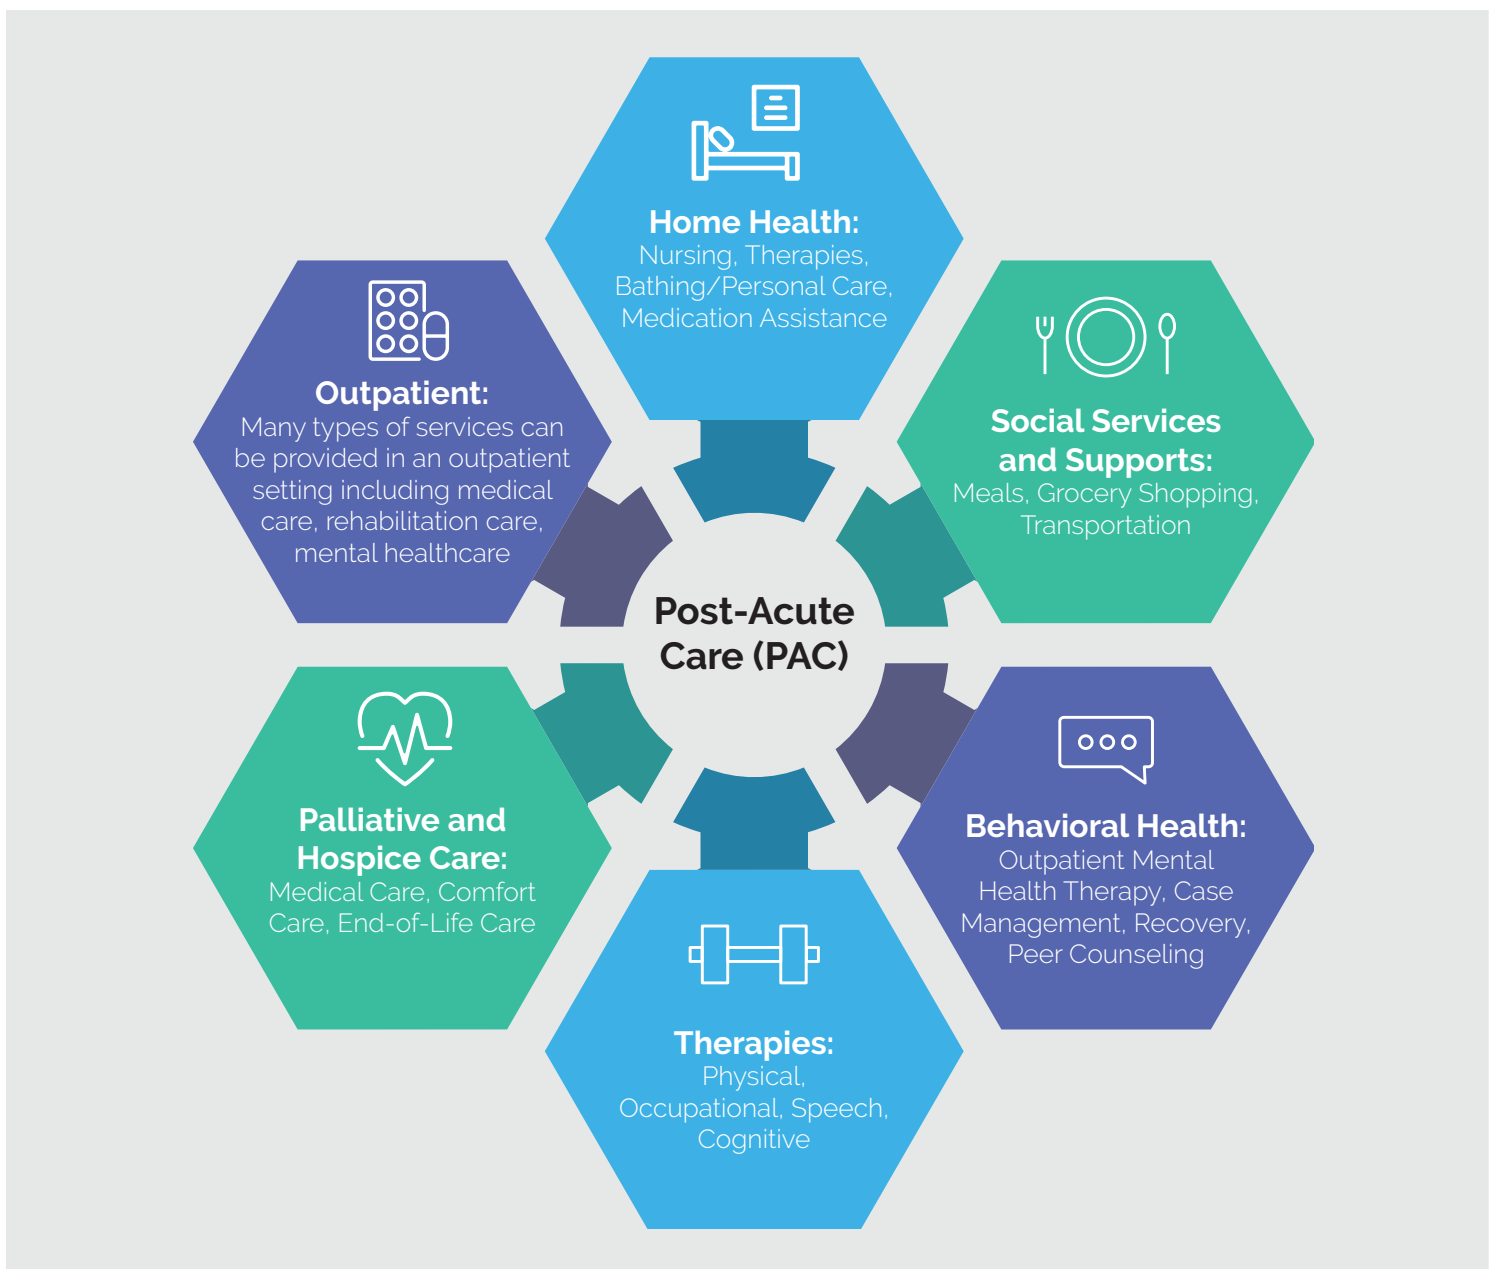 Home Health:
Nursing, Therapies,
Bathing/Personal Care,
Medication Assistance
Social Services
and Supports:
Meals, Grocery Shopping,
Transportation
Behavioral Health:
Outpatient Mental
Health Therapy, Case
Management, Recovery,
Peer Counseling
Therapies:
Physical,
Occupational, Speech,
Cognitive
Palliative and
Hospice Care:
Medical Care, Comfort
Care, End-of-Life Care
Outpatient:
Many types of services can
be provided in an outpatient
setting including medical
care, rehabilitation care,
mental healthcare
Post-Acute
Care (PAC)